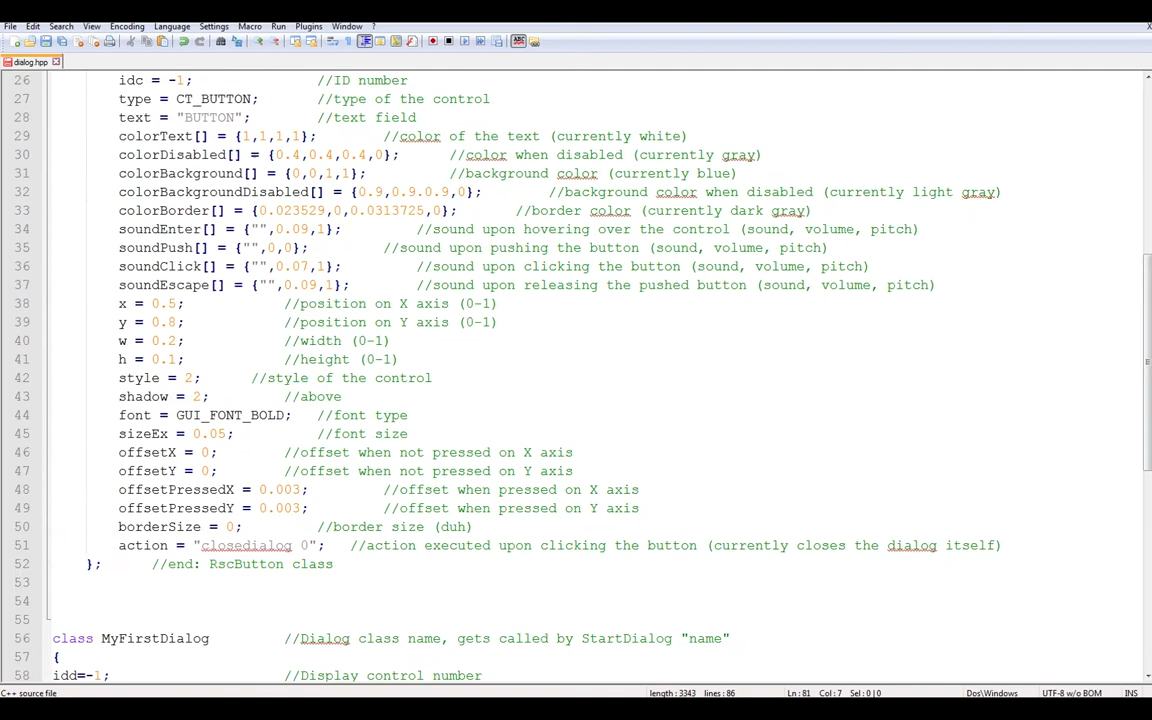 File Edit Search View Encoding Language Settings Macro Run Plugins Window ?
X
dialog.hpp
26 idc = -1; //ID number
27 type = CT_BUTTON; //type of the control
28 text = "BUTTON"; //text field
29 colorText[] = {1,1,1,1}; //color of the text (currently white)
30 colorDisabled[] = {0.4,0.4,0.4,0}; //color when disabled (currently gray)
31 colorBackground[] = {0,0,1,1}; //background color (currently blue)
32 colorBackgroundDisabled[] = {0.9,0.9.0.9,0}; //background color when disabled (currently light gray)
33 colorBorder[] = {0.023529,0,0.0313725,0}; //border color (currently dark gray)
34 soundEnter[] = {"",0.09,1}; //sound upon hovering over the control (sound, volume, pitch)
35 soundPush[] = {"",0,0}; //sound upon pushing the button (sound, volume, pitch)
36 soundClick[] = {"",0.07,1}; //sound upon clicking the button (sound, volume, pitch)
37 soundEscape[] = {"",0.09,1}; //sound upon releasing the pushed button (sound, volume, pitch)
38 x = 0.5; //position on X axis (0-1)
39 y = 0.8; //position on Y axis (0-1)
40 w = 0.2; //width (0-1)
41 h = 0.1; //height (0-1)
42 style = 2; //style of the control
43 shadow = 2; //above
44 font = GUI_FONT_BOLD; //font type
45 sizeEx = 0.05; //font size
46 offsetX = 0; //offset when not pressed on X axis
47 offsetY = 0; //offset when not pressed on Y axis
48 offsetPressedX = 0.003; //offset when pressed on X axis
49 offsetPressedY = 0.003; //offset when pressed on Y axis
50 borderSize = 0; //border size (duh)
51 action = "closedialog 0"; //action executed upon clicking the button (currently closes the dialog itself)
52 }; //end: RscButton class
53
54
55
56 class MyFirstDialog //Dialog class name, gets called by StartDialog "name"
57 {
58 idd=-1; //Display control number
C++ source file length : 3343 lines : 86 Ln : 81 Col : 7 Sel : 0 | 0 Dos\Windows UTF-8 w/o BOM INS